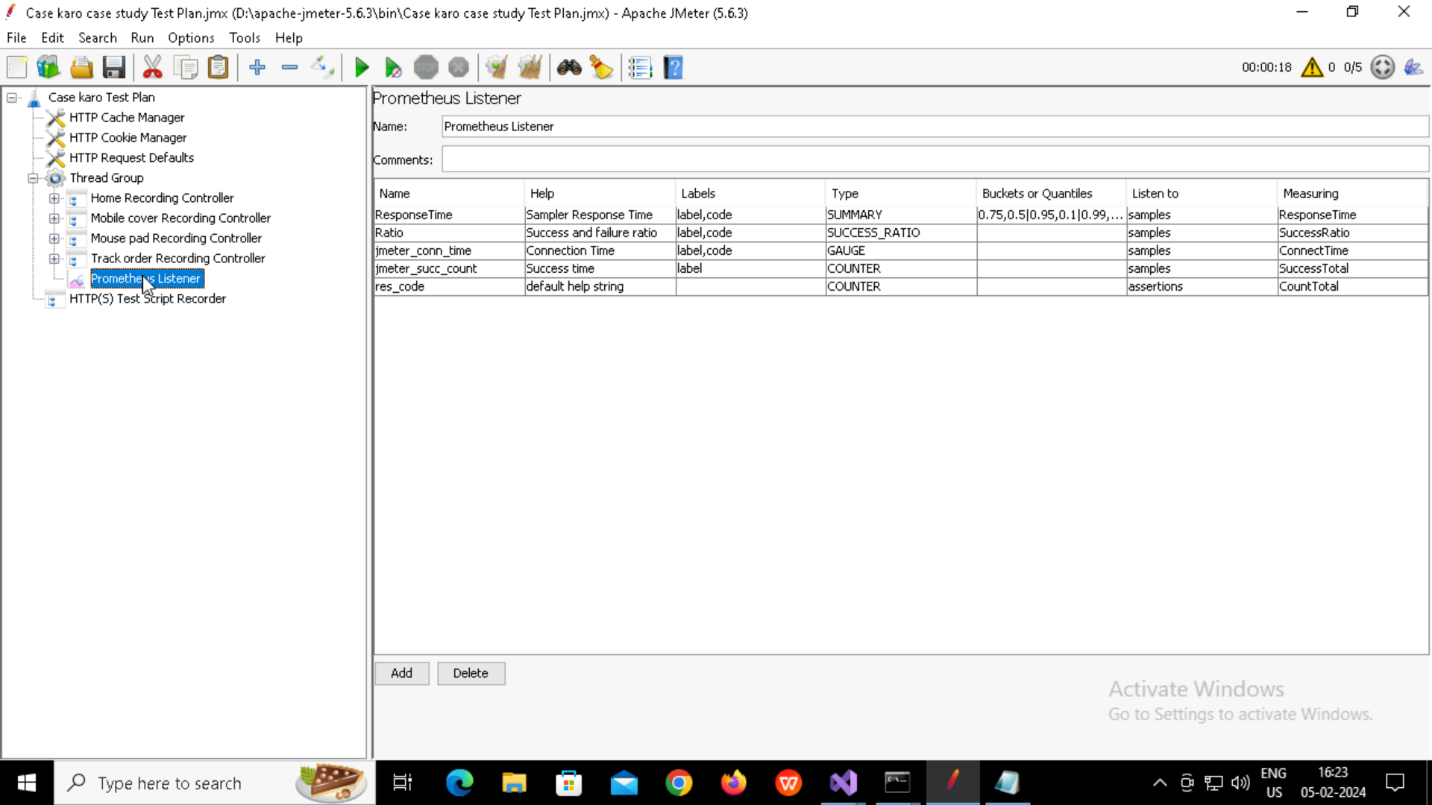 Case karo case study Test Plan.jmx (D:\apache-jmeter-5.6.3\bin\Case karo case study Test Plan.jmx) - Apache JMeter (5.6.3)
File Edit Search Run Options Tools Help
00:00:18 0 0/5
Case karo Test Plan
HTTP Cache Manager
HTTP Cookie Manager
HTTP Request Defaults
Thread Group
Home Recording Controller
Mobile cover Recording Controller
Mouse pad Recording Controller
Track order Recording Controller
Prometheus Listener
HTTP(S) Test Script Recorder
Prometheus Listener
Name: Prometheus Listener
Comments:
Name Help Labels Type Buckets or Quantiles Listen to Measuring
ResponseTime Sampler Response Time label,code SUMMARY 0.75,0.5|0.95,0.1|0.99,... samples ResponseTime
Ratio Success and failure ratio label,code SUCCESS_RATIO samples SuccessRatio
jmeter_conn_time Connection Time label,code GAUGE samples ConnectTime
jmeter_succ_count Success time label COUNTER samples SuccessTotal
res_code default help string COUNTER assertions CountTotal
Add Delete
Activate Windows
Go to Settings to activate Windows.
Type here to search
ENG
US
16:23
05-02-2024